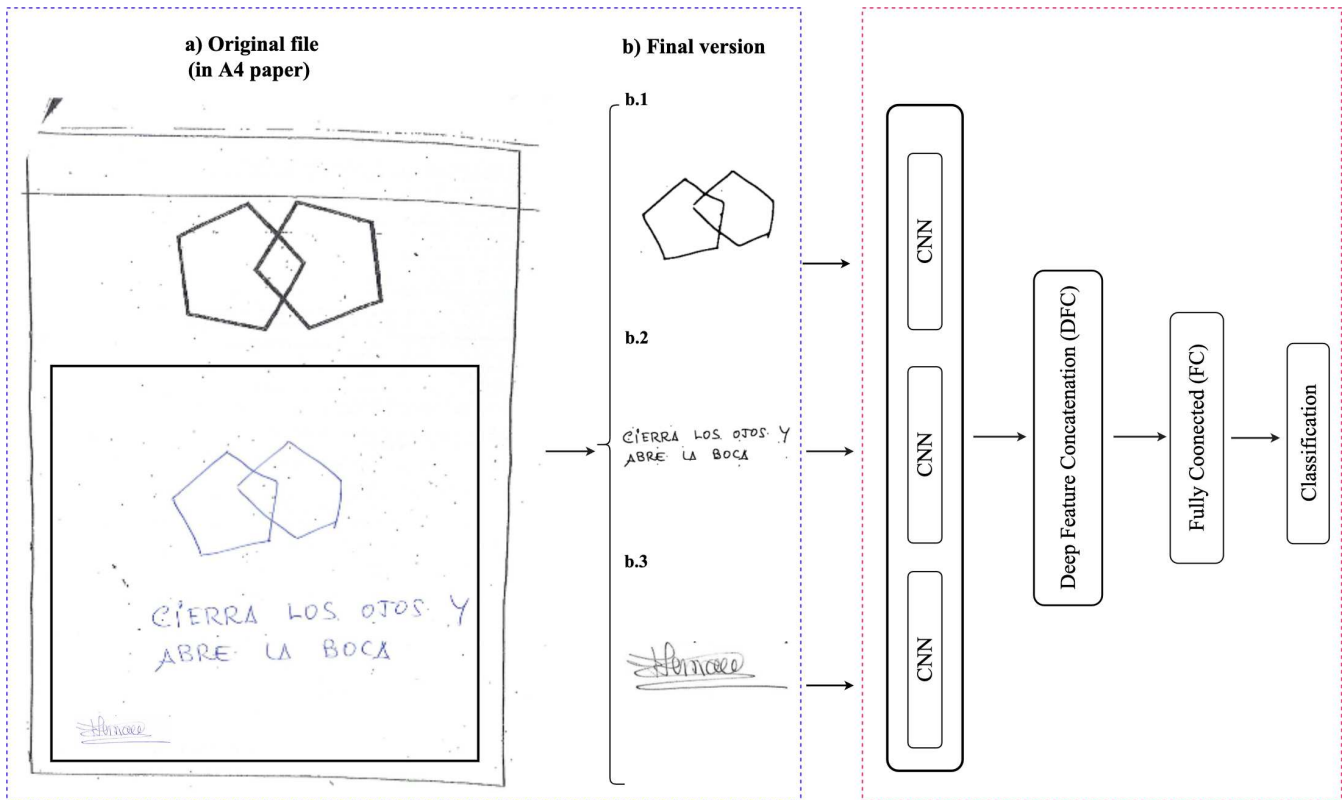 a) Original file
(in A4 paper)
CIERRA LOS OJOS Y
ABRE LA BOCA
b) Final version
b.1
b.2
CIERRA LOS OJOS Y
ABRE LA BOCA
b.3
CNN
CNN
CNN
Deep Feature Concatenation (DFC)
Fully Coonected (FC)
Classification